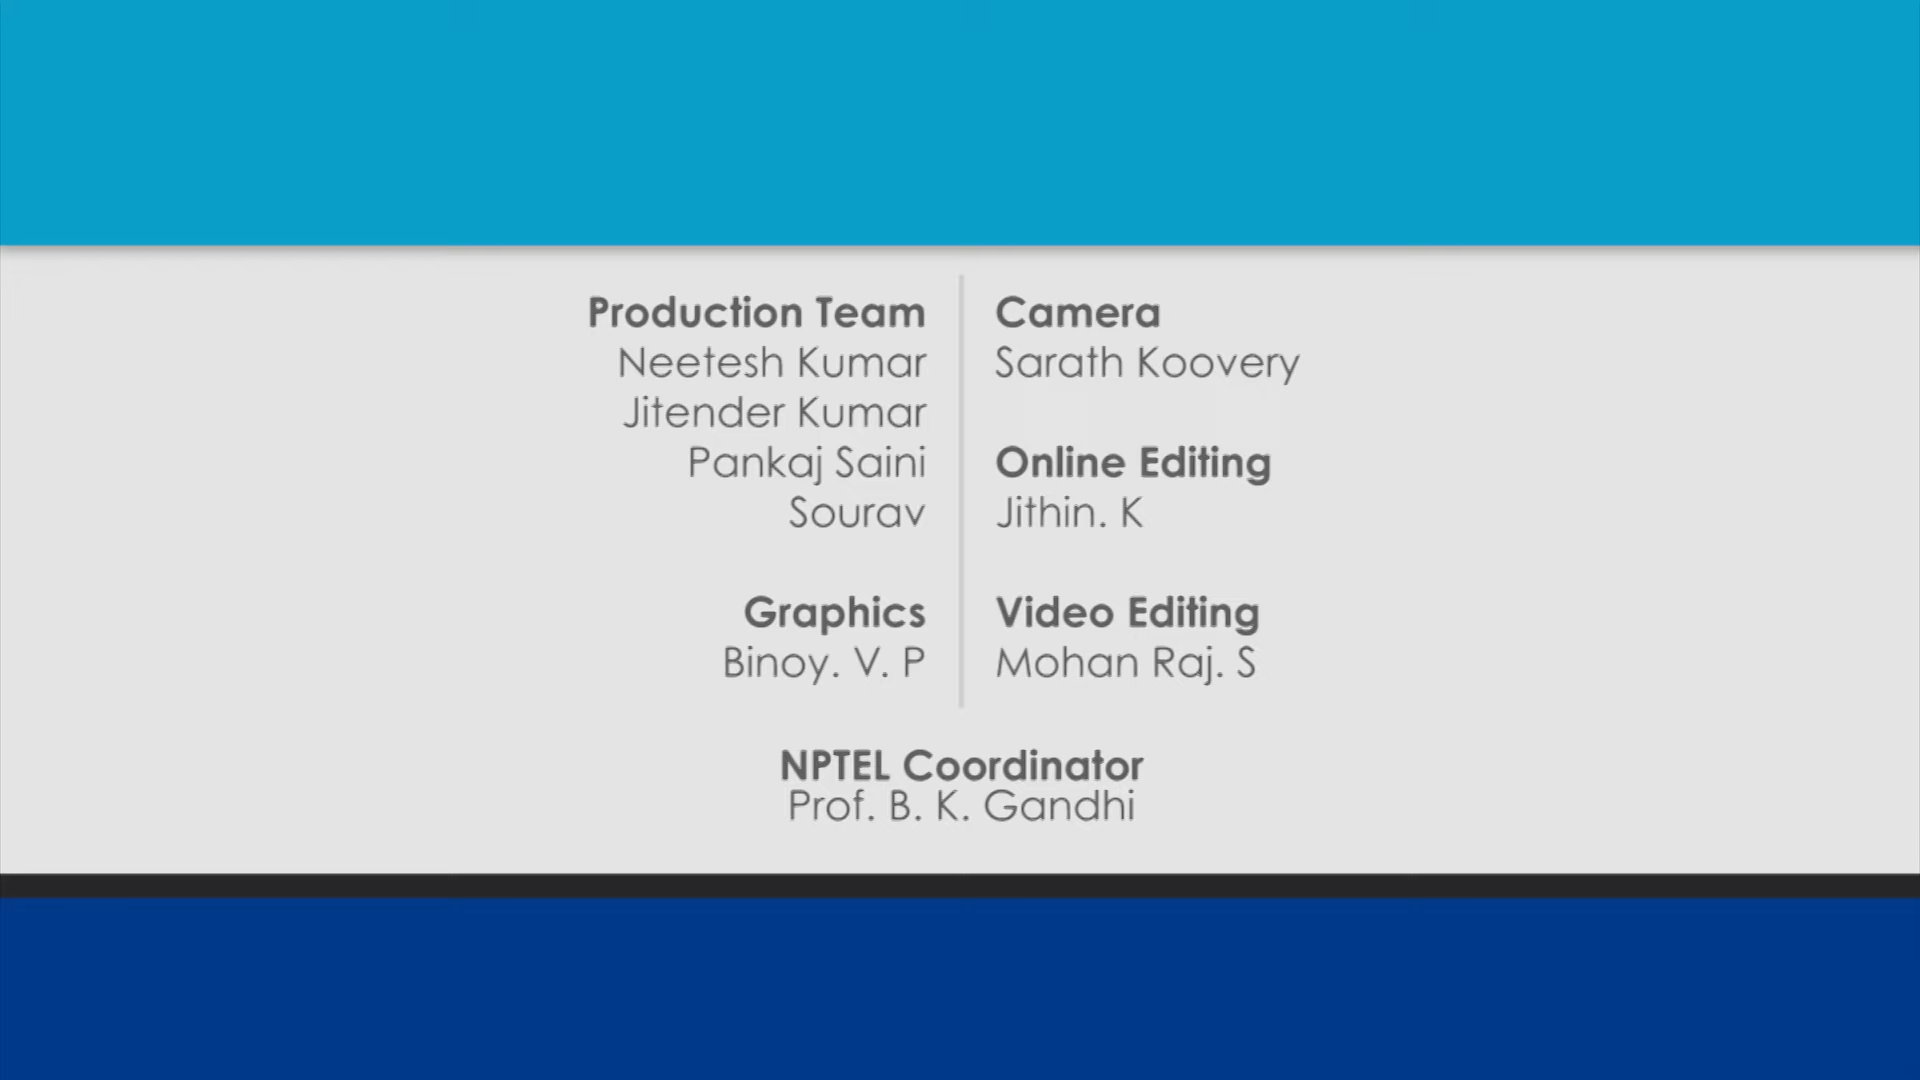 Production Team
Neetesh Kumar
Jitender Kumar
Pankaj Saini
Sourav
Graphics
Binoy. V. P
Camera
Sarath Koovery
Online Editing
Jithin. K
Video Editing
Mohan Raj. S
NPTEL Coordinator
Prof. B. K. Gandhi